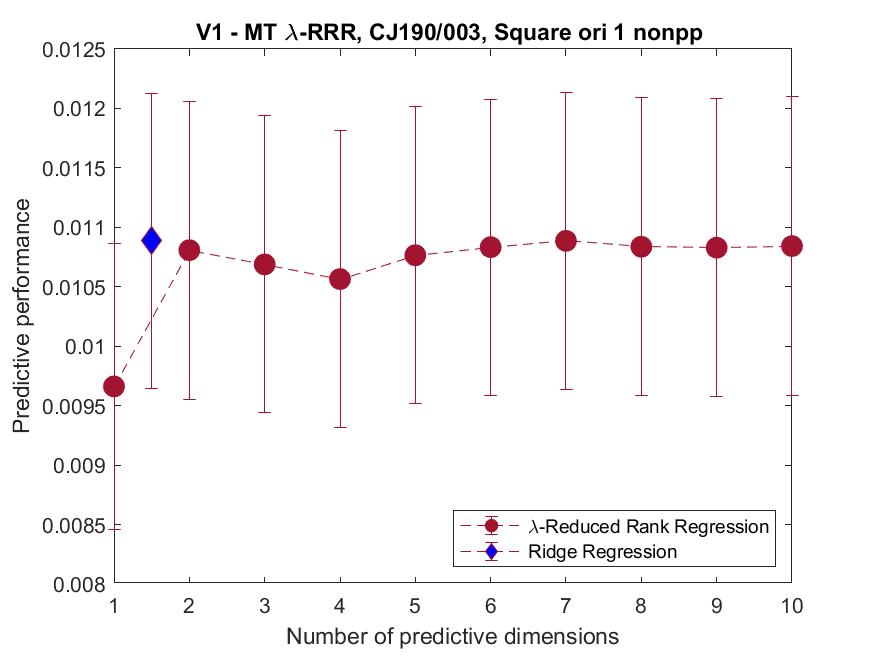 V1 - MT λ-RRR, CJ190/003, Square ori 1 nonpp
0.0125
0.012
0.0115
0.011
0.0105
0.01
0.0095
0.009
0.0085
0.008
Predictive performance
1 2 3 4 5 6 7 8 9 10
Number of predictive dimensions
λ-Reduced Rank Regression
Ridge Regression